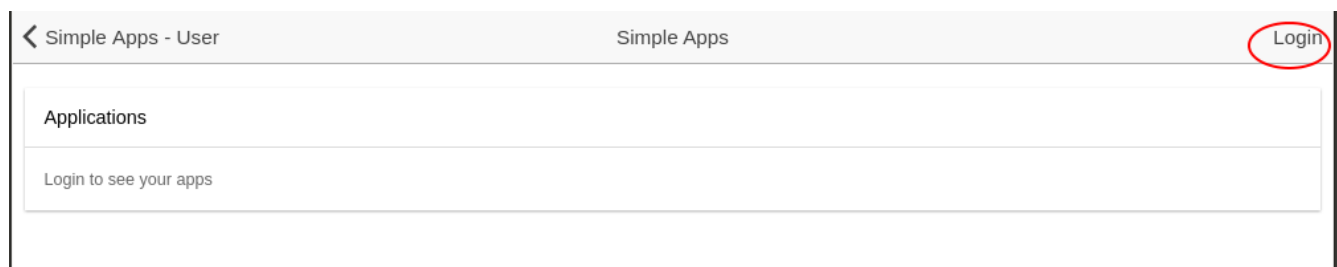 Simple Apps - User
Simple Apps
Login
Applications
Login to see your apps